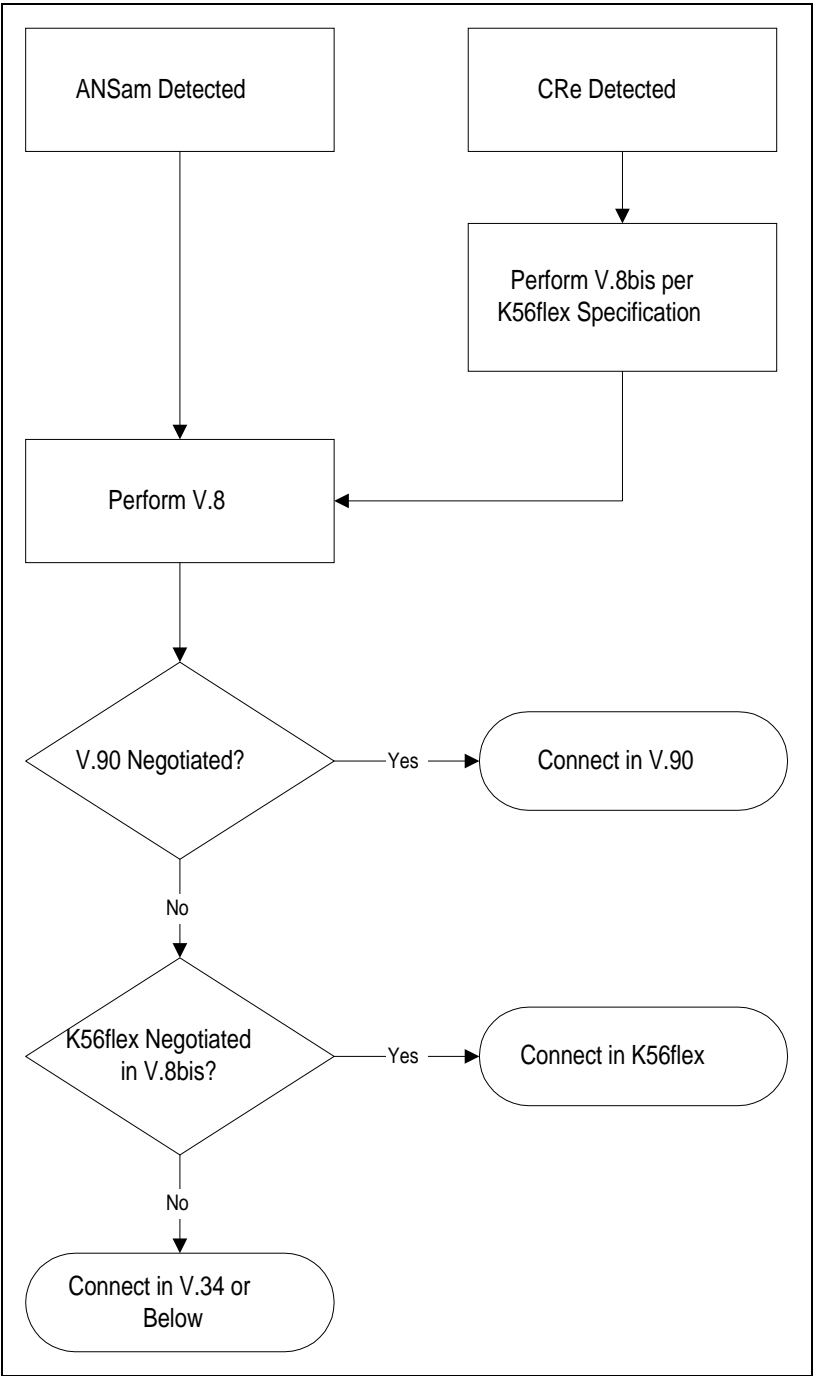 ANSam Detected
CRe Detected
Perform V.8bis per
K56flex Specification
Perform V.8
V.90 Negotiated?
Yes
Connect in V.90
No
K56flex Negotiated
in V.8bis?
Yes
Connect in K56flex
No
Connect in V.34 or
Below